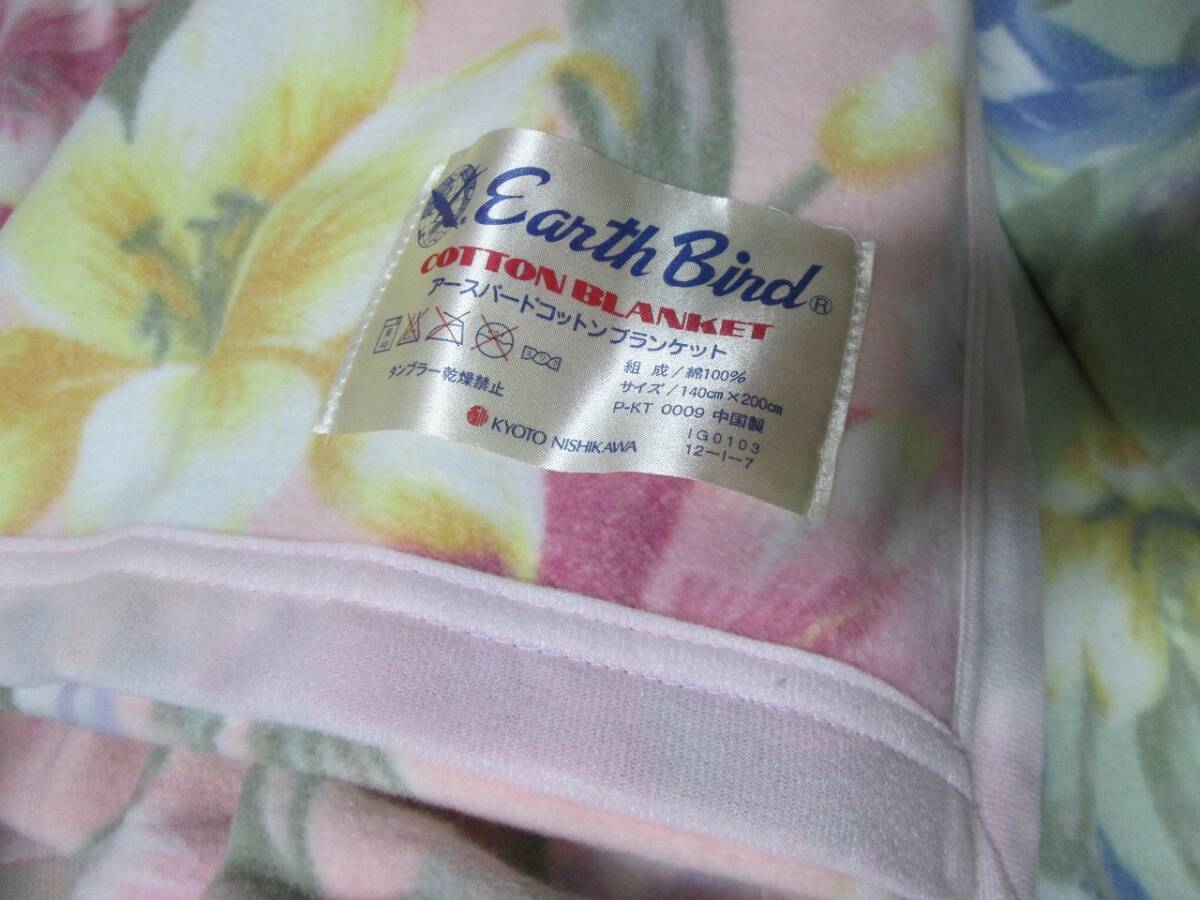 Earth Bird®
COTTON BLANKET
アースバードコットンブランケット
組 成/綿100%
サイズ/140㎝×200㎝
タンブラー乾燥禁止
P-KT 0009 中国製
KYOTO NISHIKAWA
IG0103
12-I-7